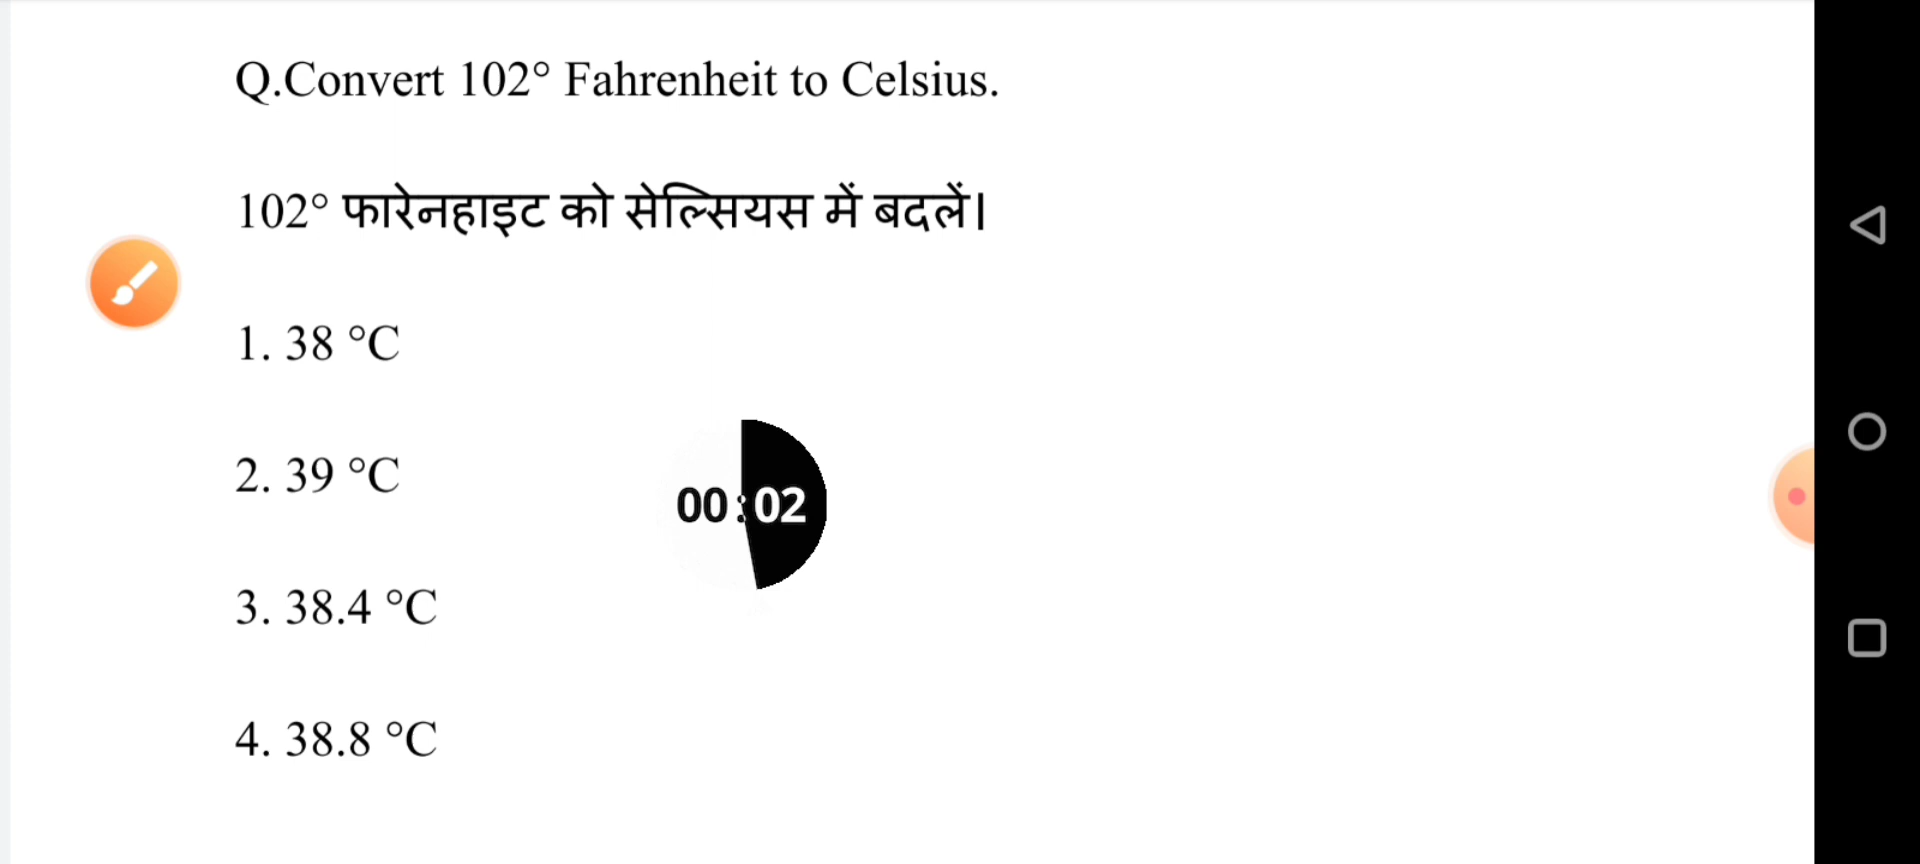 Q.Convert 102° Fahrenheit to Celsius.
102° फारेनहाइट को सेल्सियस में बदलें।
1. 38 °C
2. 39 °C
00:02
3. 38.4 °C
4. 38.8 °C